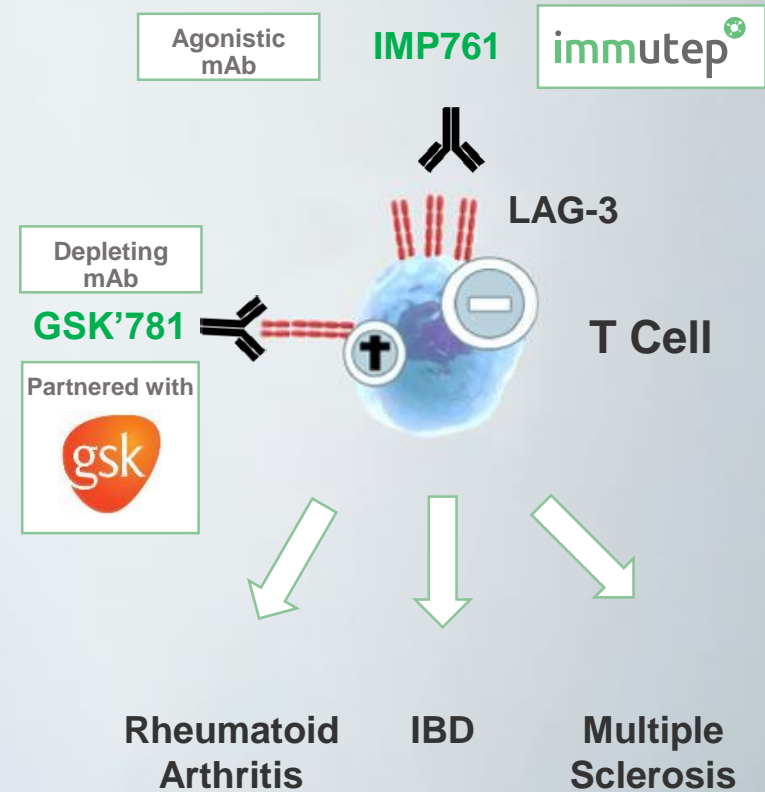 Agonistic
mAb
IMP761
immutep
LAG-3
Depleting
mAb
GSK’781
T Cell
Partnered with
gsk
Rheumatoid
Arthritis
IBD
Multiple
Sclerosis